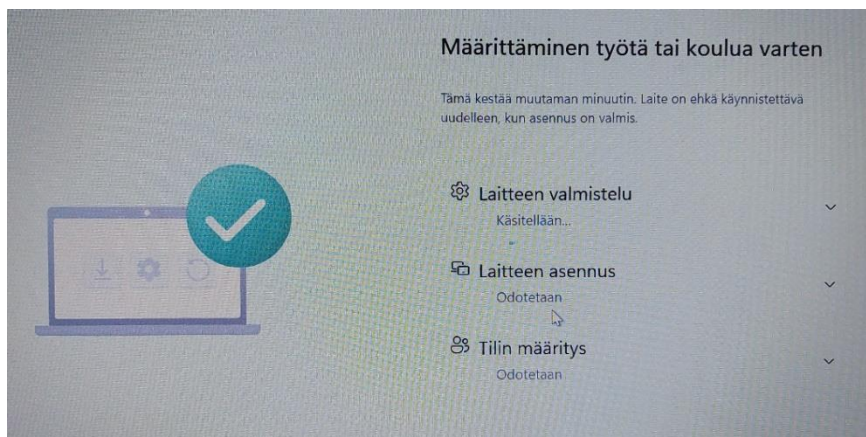 Määrittäminen työtä tai koulua varten
Tämä kestää muutaman minuutin. Laite on ehkä käynnistettävä
uudelleen, kun asennus on valmis.
Laitteen valmistelu
Käsitellään...
Laitteen asennus
Odotetaan
Tilin määritys
Odotetaan